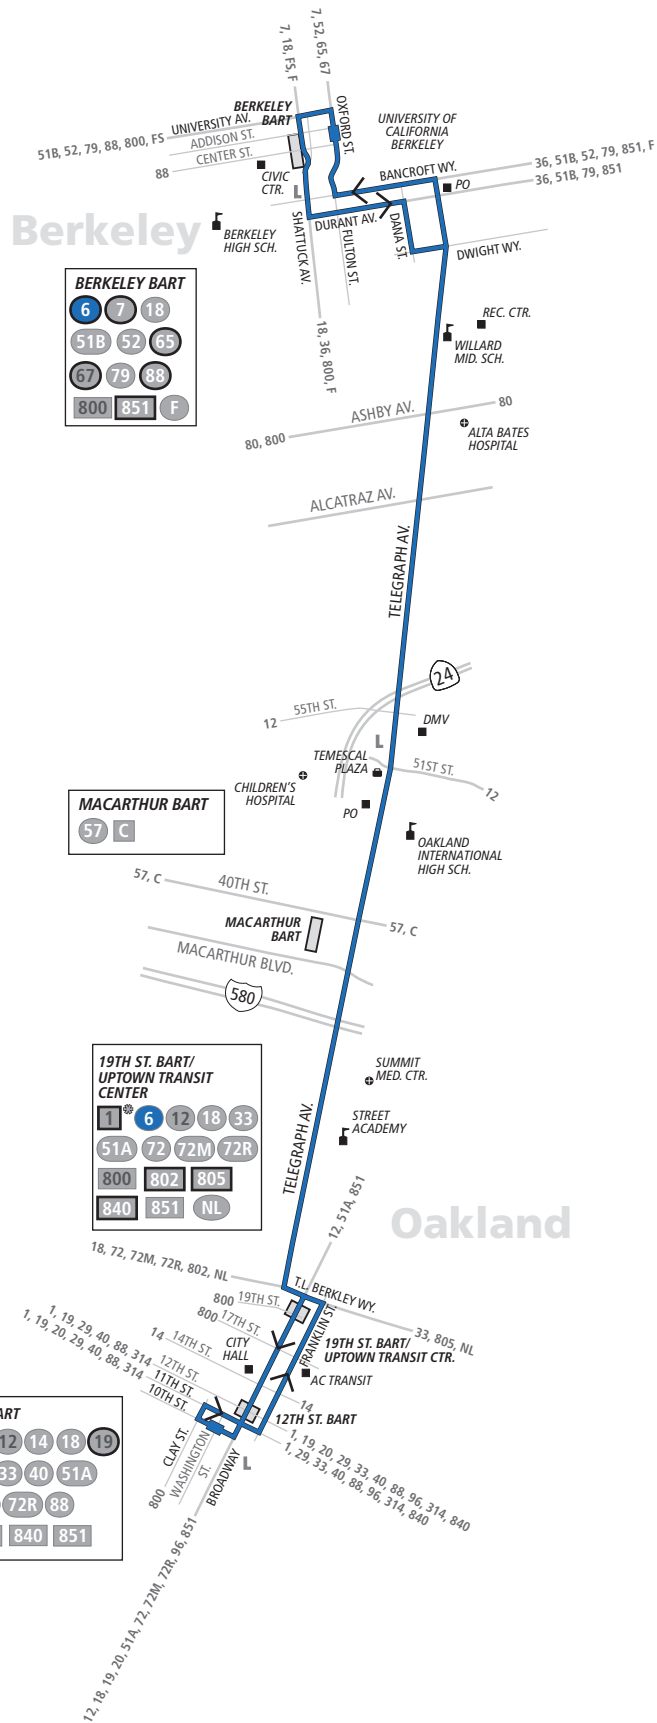 7, 18, FS, F
7, 52, 65, 67
BERKELEY
BART
OXFORD ST.
UNIVERSITY OF
CALIFORNIA
BERKELEY
51B, 52, 79, 88, 800, FS
UNIVERSITY AV.
ADDISON ST.
CENTER ST.
88
CIVIC
CTR.
L
BANCROFT WY.
36, 51B, 52, 79, 851, F
36, 51B, 79, 851
PO
Berkeley
BERKELEY
HIGH SCH.
SHATTUCK AV.
DURANT AV.
FULTON ST.
DANA ST.
DWIGHT WY.
18, 36, 800, F
BERKELEY BART
6 7 18
51B 52 65
67 79 88
800 851 F
REC. CTR.
WILLARD
MID. SCH.
80, 800
ASHBY AV.
80
ALTA BATES
HOSPITAL
ALCATRAZ AV.
TELEGRAPH AV.
24
12
55TH ST.
DMV
L
TEMESCAL
PLAZA
51ST ST.
12
CHILDREN'S
HOSPITAL
PO
OAKLAND
INTERNATIONAL
HIGH SCH.
MACARTHUR BART
57 C
57, C
40TH ST.
57, C
MACARTHUR
BART
MACARTHUR BLVD.
580
19TH ST. BART/
UPTOWN TRANSIT
CENTER
1 6 12 18 33
51A 72 72M 72R
800 802 805
840 851 NL
SUMMIT
MED. CTR.
STREET
ACADEMY
TELEGRAPH AV.
Oakland
12, 51A, 851
18, 72, 72M, 72R, 802, NL
T.L. BERKLEY WY.
33, 805, NL
800
19TH ST.
800
17TH ST.
14
14TH ST.
CITY
HALL
FRANKLIN ST.
19TH ST. BART/
UPTOWN TRANSIT CTR.
AC TRANSIT
14
1, 19, 29, 40, 88, 314
12TH ST.
1, 19, 20, 29, 40, 88, 314
11TH ST.
10TH ST.
12TH ST. BART
1, 19, 20, 29, 33, 40, 88, 96, 314, 840
1, 29, 33, 40, 88, 96, 314, 840
CLAY ST.
WASHINGTON
ST.
800
BROADWAY
L
12, 18, 19, 20, 51A, 72, 72M, 72R, 96, 851
ART
12 14 18 19
33 40 51A
72R 88
840 851